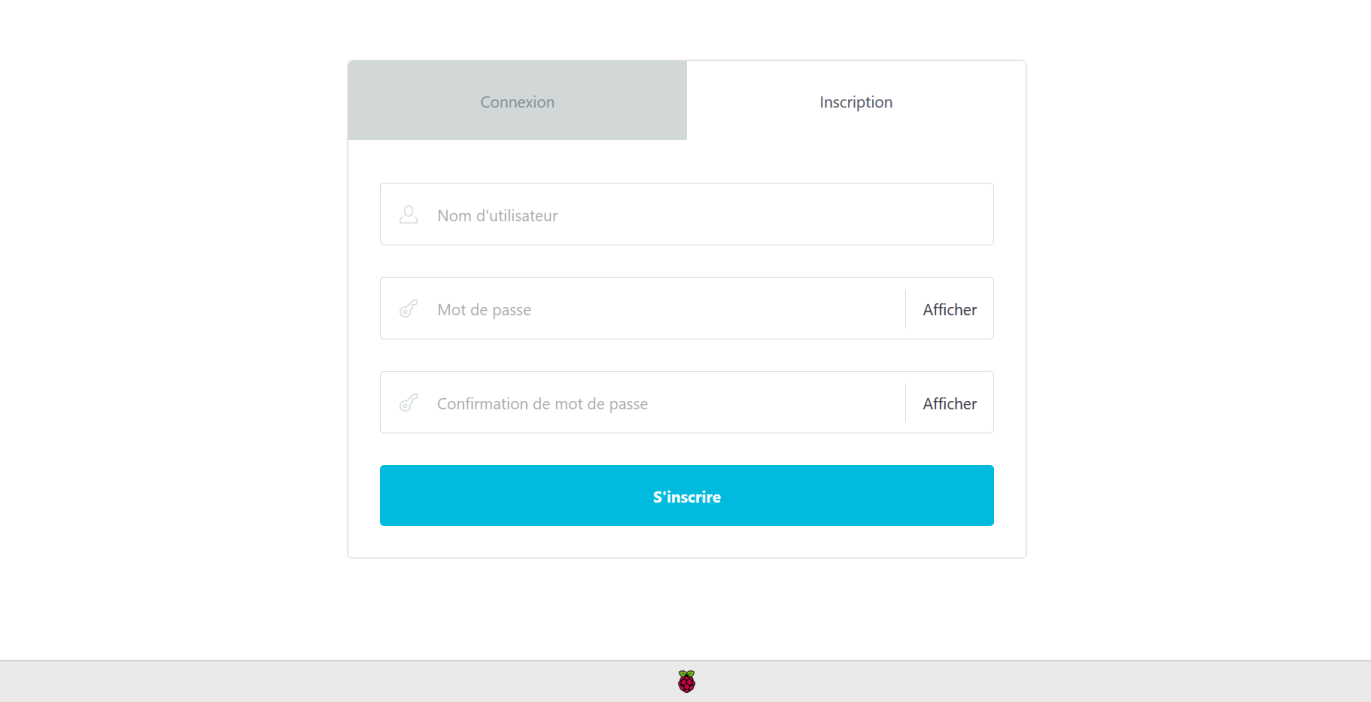 Connexion
Inscription
Nom d'utilisateur
Mot de passe
Afficher
Confirmation de mot de passe
Afficher
S'inscrire